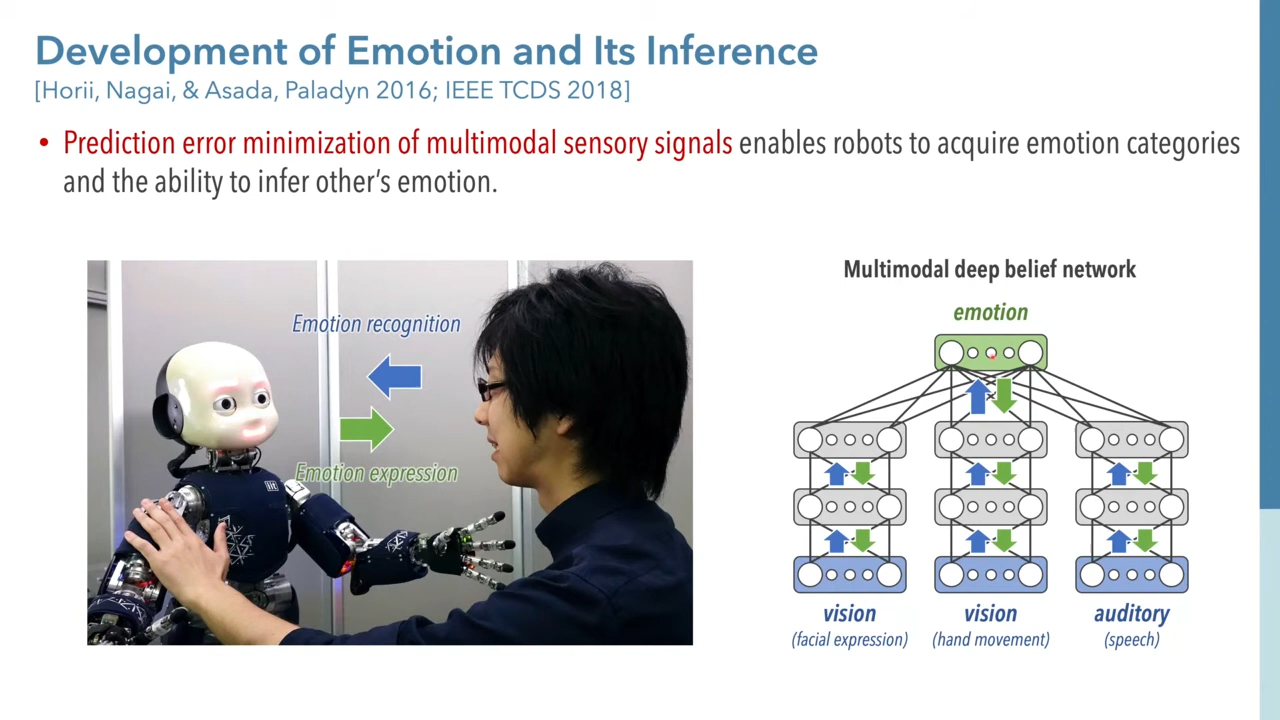 Development of Emotion and Its Inference
[Horii, Nagai, & Asada, Paladyn 2016; IEEE TCDS 2018]
• Prediction error minimization of multimodal sensory signals enables robots to acquire emotion categories
and the ability to infer other's emotion.
Emotion recognition
Emotion expression
iit
Multimodal deep belief network
emotion
vision
(facial expression)
vision
(hand movement)
auditory
(speech)